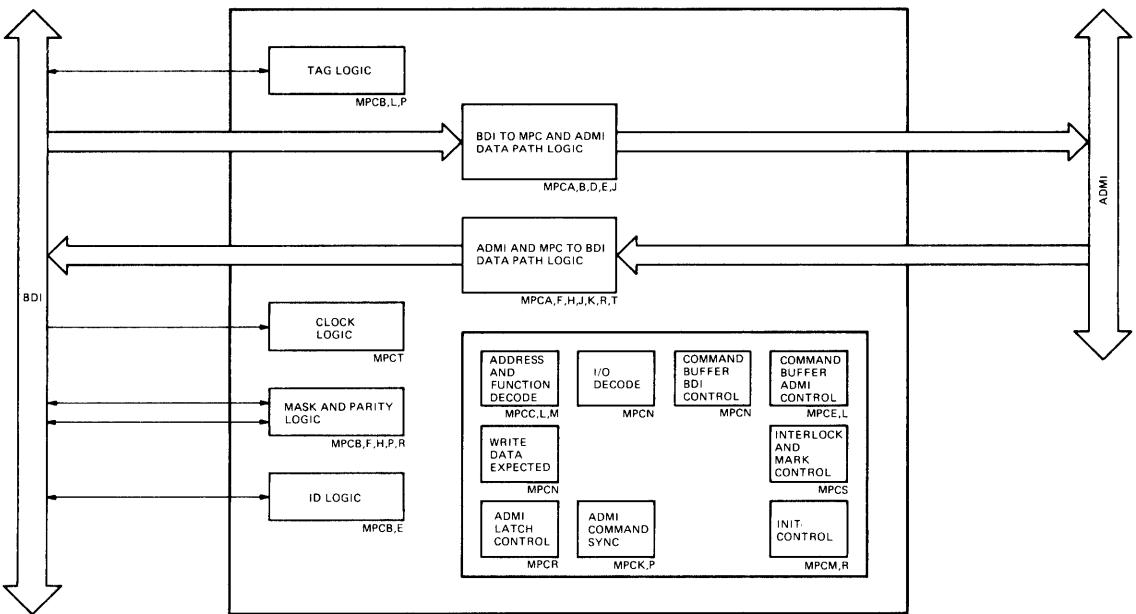 TAG LOGIC
MPCB,L,P
BDI TO MPC AND ADMI
DATA PATH LOGIC
MPCA,B,D,E,J
ADMI AND MPC TO BDI
DATA PATH LOGIC
MPCA,F,H,J,K,R,T
BDI
ADMI
CLOCK
LOGIC
MPCT
MASK AND PARITY
LOGIC
MPCB,F,H,P,R
ID LOGIC
MPCB,E
ADDRESS
AND
FUNCTION
DECODE
MPCC,L,M
I/O
DECODE
MPCN
COMMAND
BUFFER
BDI
CONTROL
MPCN
COMMAND
BUFFER
ADMI
CONTROL
MPCE,L
WRITE
DATA
EXPECTED
MPCN
INTERLOCK
AND
MARK
CONTROL
MPCS
ADMI
LATCH
CONTROL
MPCR
ADMI
COMMAND
SYNC
MPCK,P
INIT
CONTROL
MPCM,R